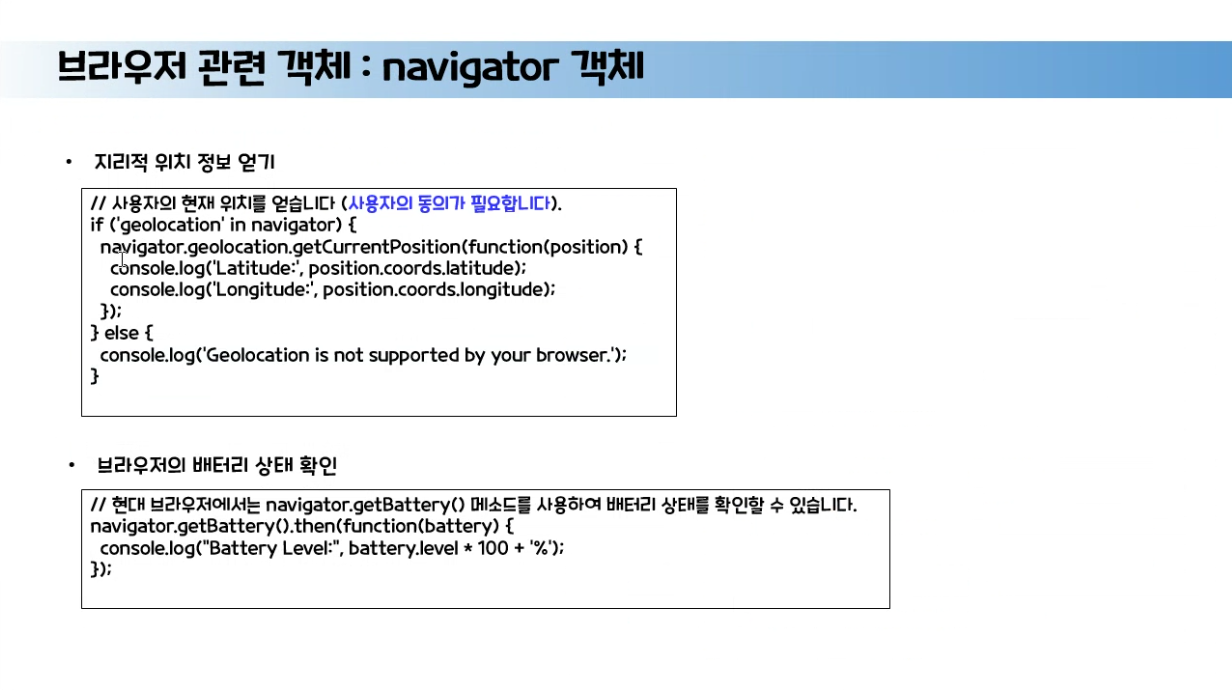 브라우저 관련 객체 : navigator 객체
• 지리적 위치 정보 얻기
// 사용자의 현재 위치를 얻습니다 (사용자의 동의가 필요합니다).
if ('geolocation' in navigator) {
navigator.geolocation.getCurrentPosition(function(position) {
console.log('Latitude:', position.coords.latitude);
console.log('Longitude:', position.coords.longitude);
});
} else {
console.log('Geolocation is not supported by your browser.');
}
• 브라우저의 배터리 상태 확인
// 현대 브라우저에서는 navigator.getBattery() 메소드를 사용하여 배터리 상태를 확인할 수 있습니다.
navigator.getBattery().then(function(battery) {
console.log("Battery Level:", battery.level * 100 + '%');
});